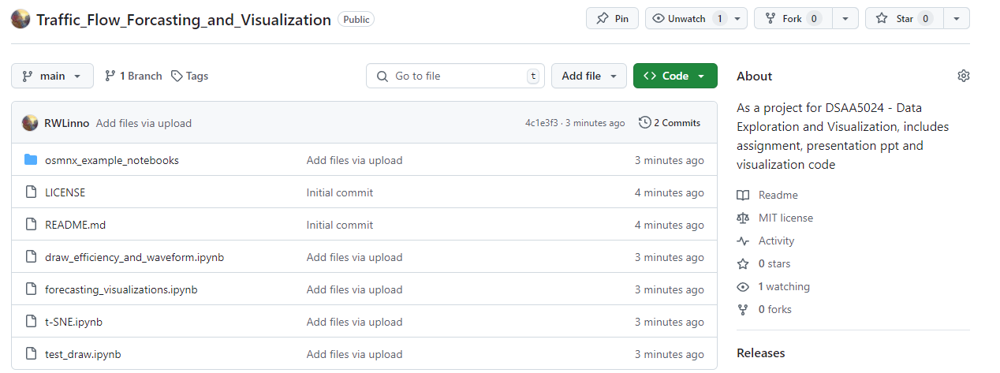 Traffic_Flow_Forcasting_and_Visualization Public Pin Unwatch 1 Fork 0 Star 0
main 1 Branch Tags Go to file t Add file Code
RWLinno Add files via upload 4c1e3f3 · 3 minutes ago 2 Commits
osmnx_example_notebooks Add files via upload 3 minutes ago
LICENSE Initial commit 4 minutes ago
README.md Initial commit 4 minutes ago
draw_efficiency_and_waveform.ipynb Add files via upload 3 minutes ago
forecasting_visualizations.ipynb Add files via upload 3 minutes ago
t-SNE.ipynb Add files via upload 3 minutes ago
test_draw.ipynb Add files via upload 3 minutes ago
About
As a project for DSAA5024 - Data
Exploration and Visualization, includes
assignment, presentation ppt and
visualization code
Readme
MIT license
Activity
0 stars
1 watching
0 forks
Releases